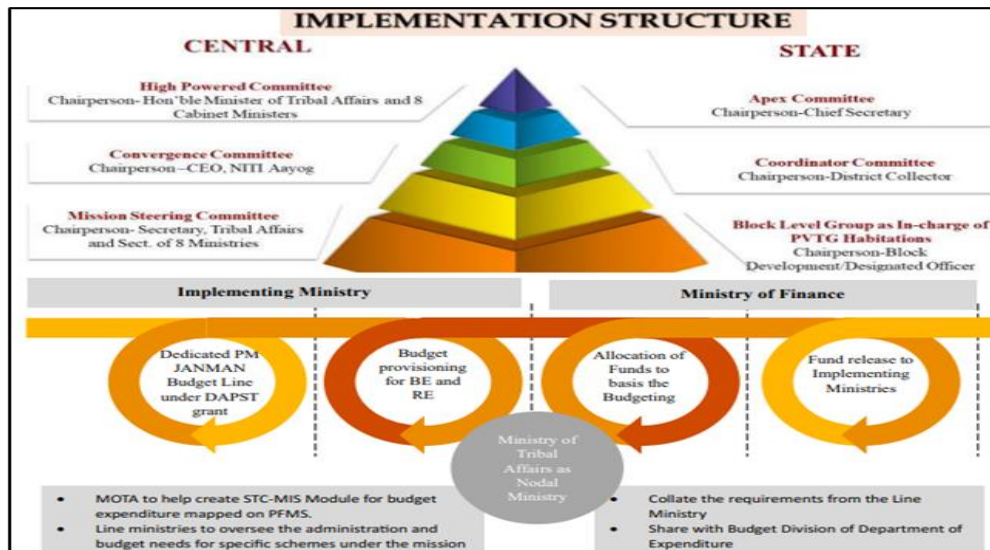 IMPLEMENTATION STRUCTURE
CENTRAL
High Powered Committee
Chairperson- Hon'ble Minister of Tribal Affairs and 8
Cabinet Ministers
Convergence Committee
Chairperson –CEO, NITI Aayog
Mission Steering Committee
Chairperson- Secretary, Tribal Affairs
and Sect. of 8 Ministries
STATE
Apex Committee
Chairperson-Chief Secretary
Coordinator Committee
Chairperson-District Collector
Block Level Group as In-charge of
PVTG Habitations
Chairperson-Block
Development/Designated Officer
Implementing Ministry
Ministry of Finance
Dedicated PM
JANMAN
Budget Line
under DAPST
grant
Budget
provisioning
for BE and
RE
Allocation of
Funds to
basis the
Budgeting
Fund release to
Implementing
Ministries
Ministry of
Tribal
Affairs as
Nodal
Ministry
• MOTA to help create STC-MIS Module for budget
expenditure mapped on PFMS.
• Line ministries to oversee the administration and
budget needs for specific schemes under the mission
• Collate the requirements from the Line
Ministry
• Share with Budget Division of Department of
Expenditure